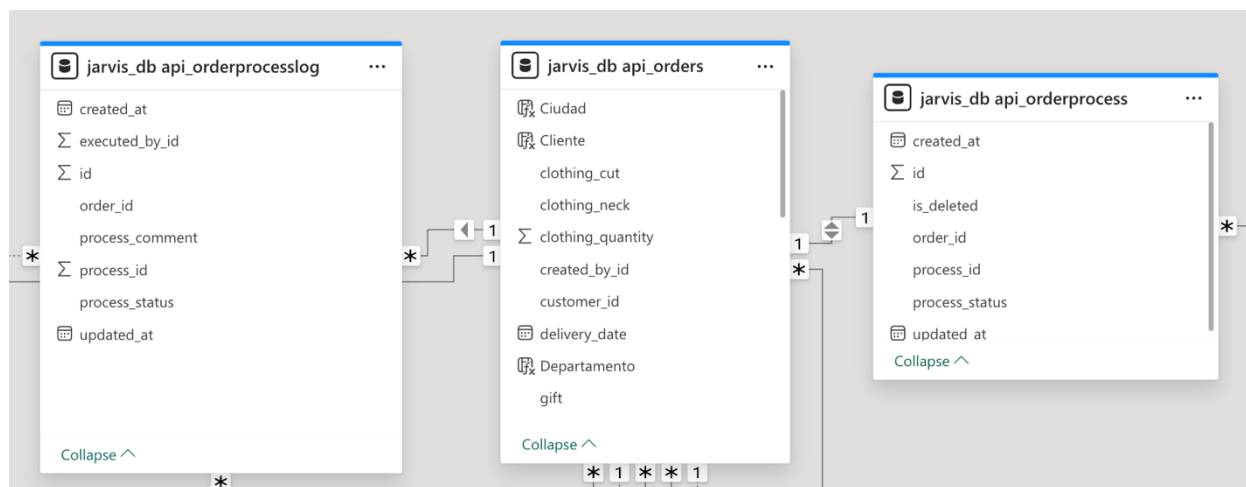 jarvis_db api_orderprocesslog
created_at
executed_by_id
id
order_id
process_comment
process_id
process_status
updated_at
Collapse
jarvis_db api_orders
Ciudad
Cliente
clothing_cut
clothing_neck
clothing_quantity
created_by_id
customer_id
delivery_date
Departamento
gift
Collapse
jarvis_db api_orderprocess
created_at
id
is_deleted
order_id
process_id
process_status
updated_at
Collapse
* 1
* 1
1 1
* *
*
* 1 * * 1